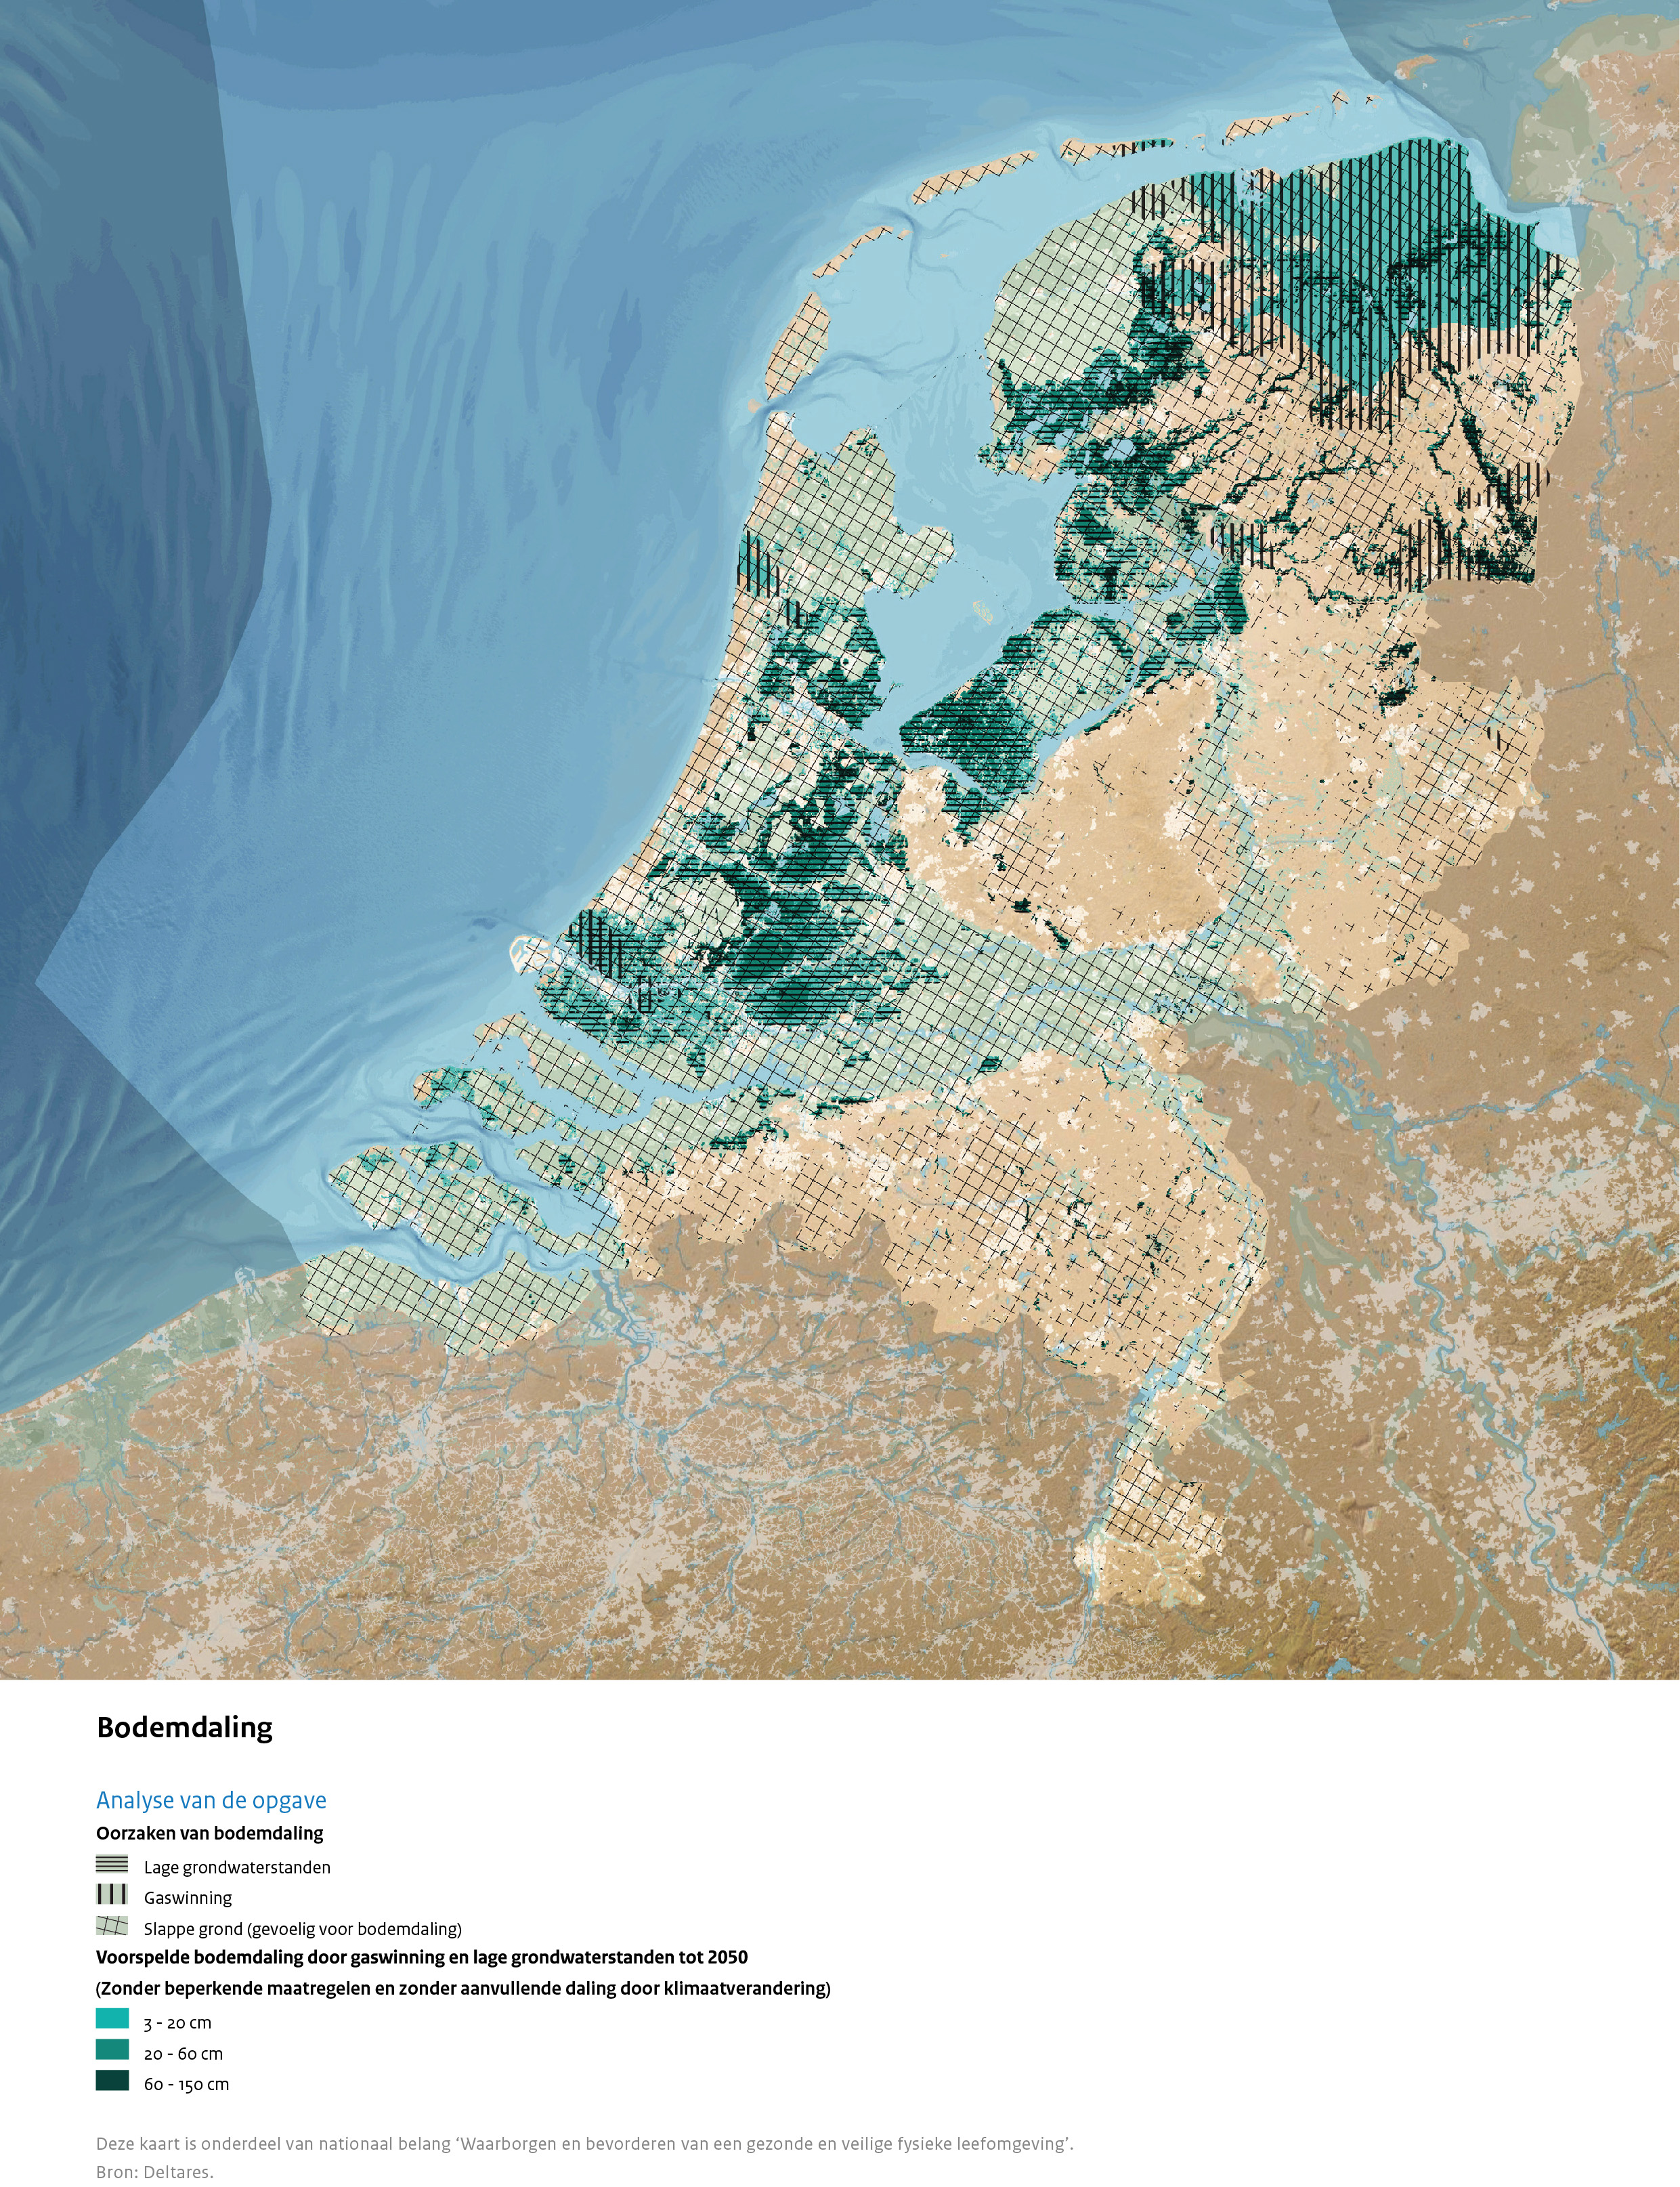 Bodemdaling
Analyse van de opgave
Oorzaken van bodemdaling
Lage grondwaterstanden
Gaswinning
Slappe grond (gevoelig voor bodemdaling)
Voorspelde bodemdaling door gaswinning en lage grondwaterstanden tot 2050
(Zonder beperkende maatregelen en zonder aanvullende daling door klimaatverandering)
3 - 20 cm
20 - 60 cm
60 - 150 cm
Deze kaart is onderdeel van nationaal belang ‘Waarborgen en bevorderen van een gezonde en veilige fysieke leefomgeving’.
Bron: Deltares.